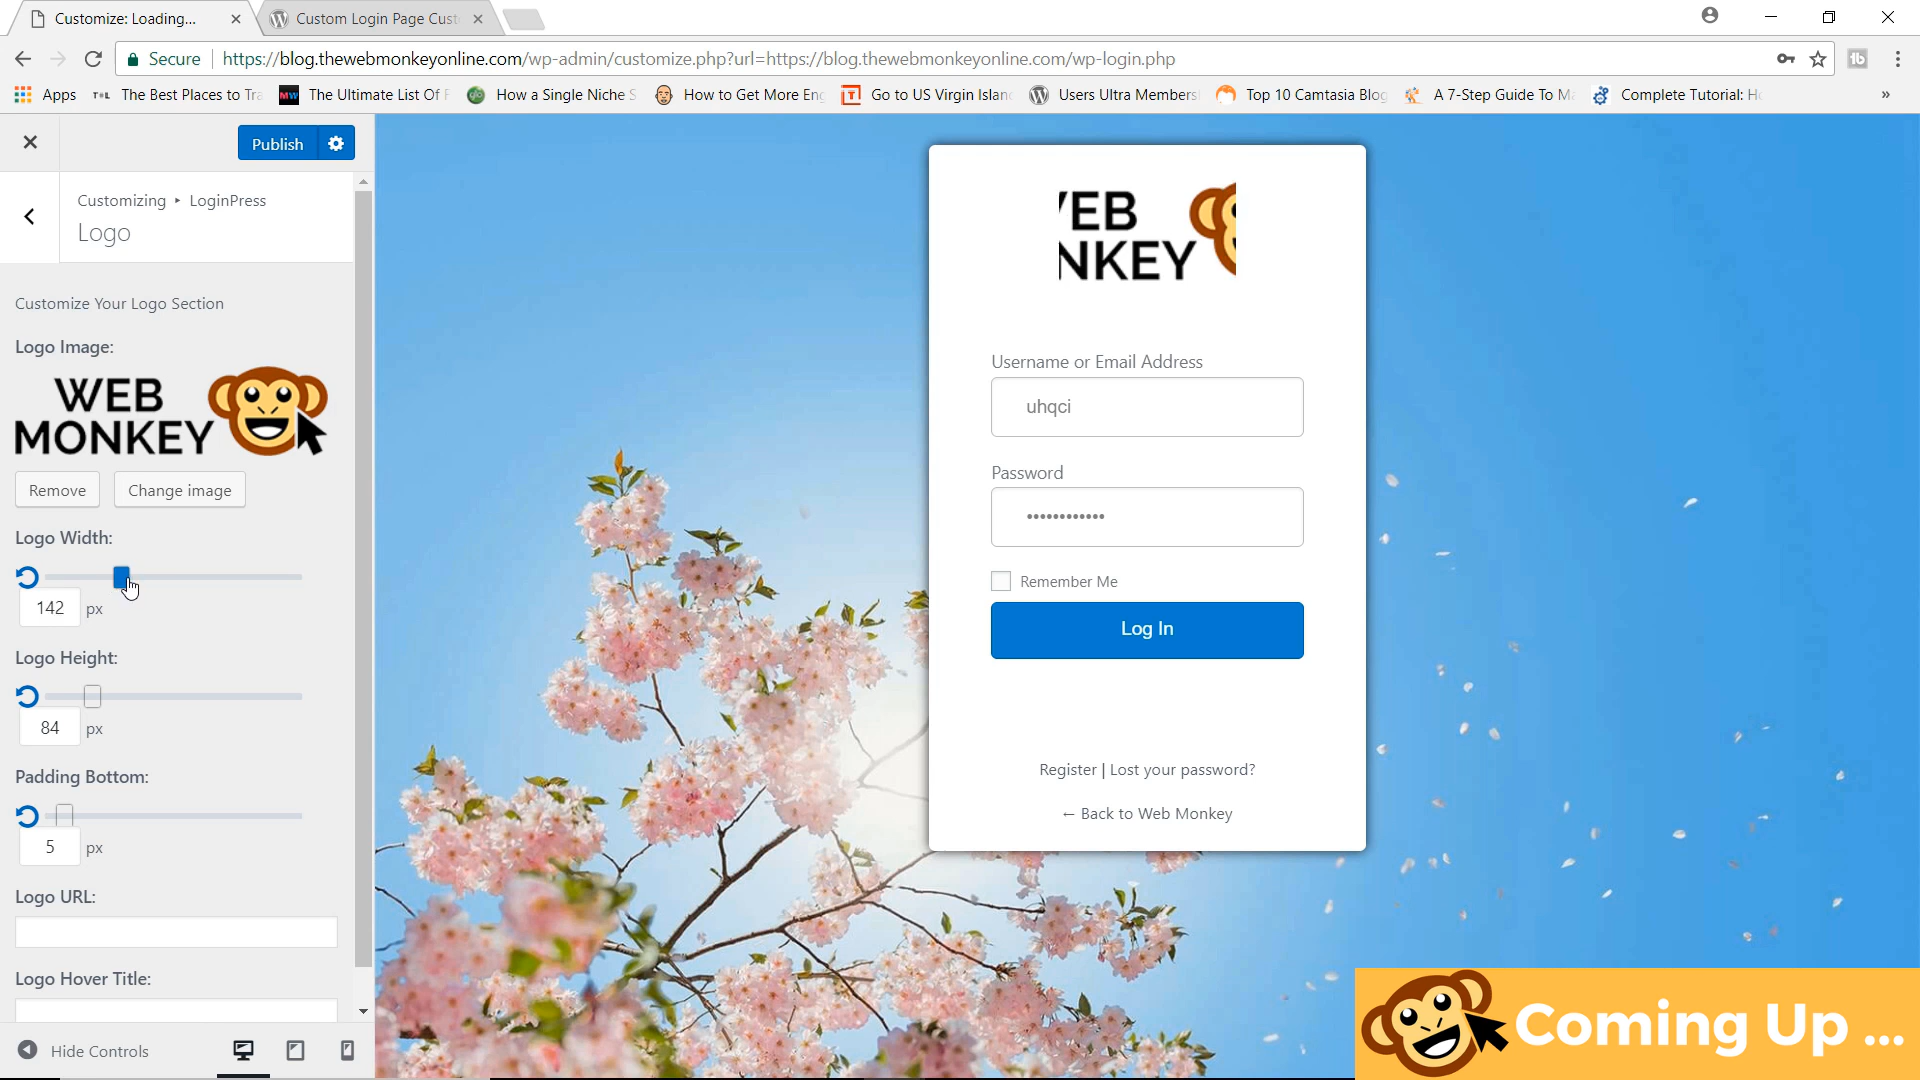 Customize: Loading...
Custom Login Page Cust
Secure
https://blog.thewebmonkeyonline.com/wp-admin/customize.php?url=https://blog.thewebmonkeyonline.com/wp-login.php
Apps
The Best Places to Tra
The Ultimate List Of F
How a Single Niche S
How to Get More Eng
Go to US Virgin Islan
Users Ultra Members
Top 10 Camtasia Blog
A 7-Step Guide To Ma
Complete Tutorial: Ho
»
Publish
Customizing ▸ LoginPress
Logo
Customize Your Logo Section
Logo Image:
WEB
MONKEY
Remove
Change image
Logo Width:
142 px
Logo Height:
84 px
Padding Bottom:
5 px
Logo URL:
Logo Hover Title:
Hide Controls
EB
NKEY
Username or Email Address
uhqci
Password
••••••••••••
Remember Me
Log In
Register | Lost your password?
← Back to Web Monkey
Coming Up ...